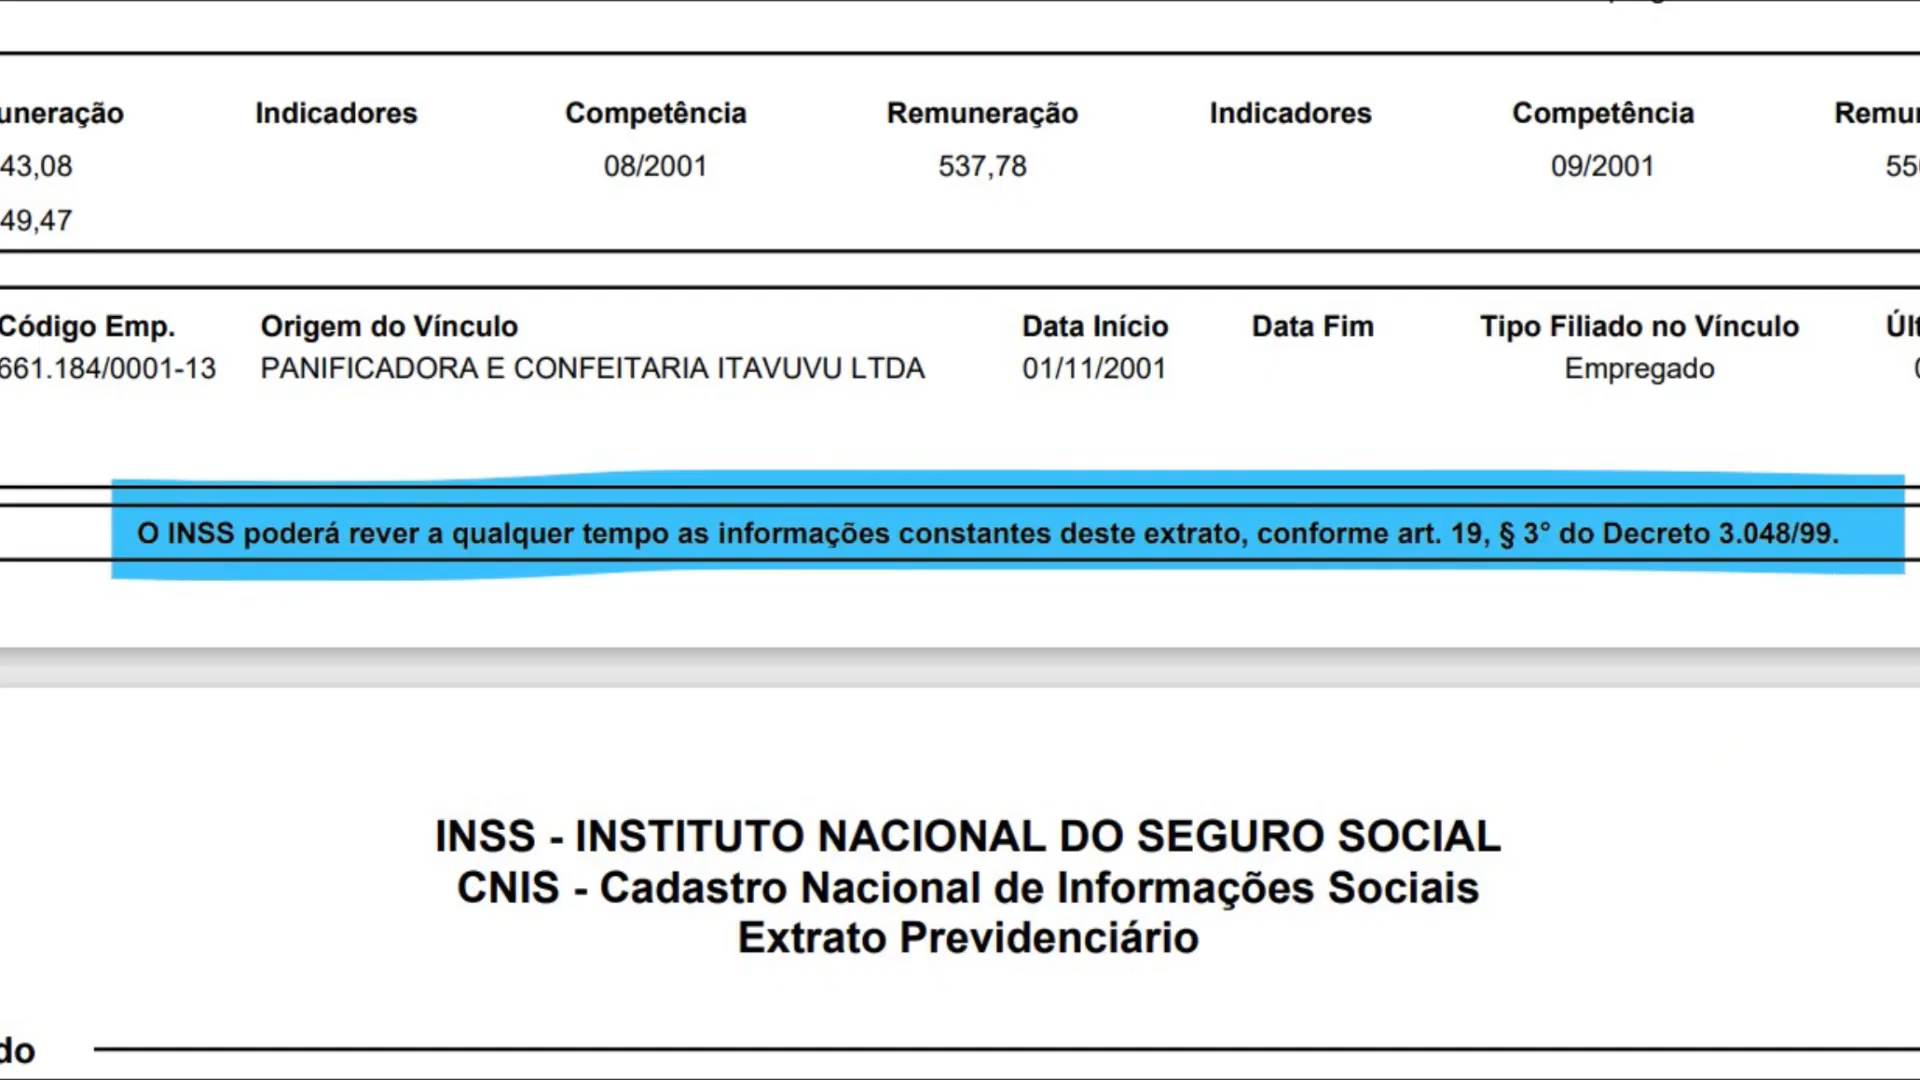 Indicadores Competência Remuneração Indicadores Competência
43,08 08/2001 537,78 09/2001
49,47
Código Emp. Origem do Vínculo Data Início Data Fim Tipo Filiado no Vínculo
661.184/0001-13 PANIFICADORA E CONFEITARIA ITAVUVU LTDA 01/11/2001 Empregado
O INSS poderá rever a qualquer tempo as informações constantes deste extrato, conforme art. 19, § 3° do Decreto 3.048/99.
INSS - INSTITUTO NACIONAL DO SEGURO SOCIAL
CNIS - Cadastro Nacional de Informações Sociais
Extrato Previdenciário